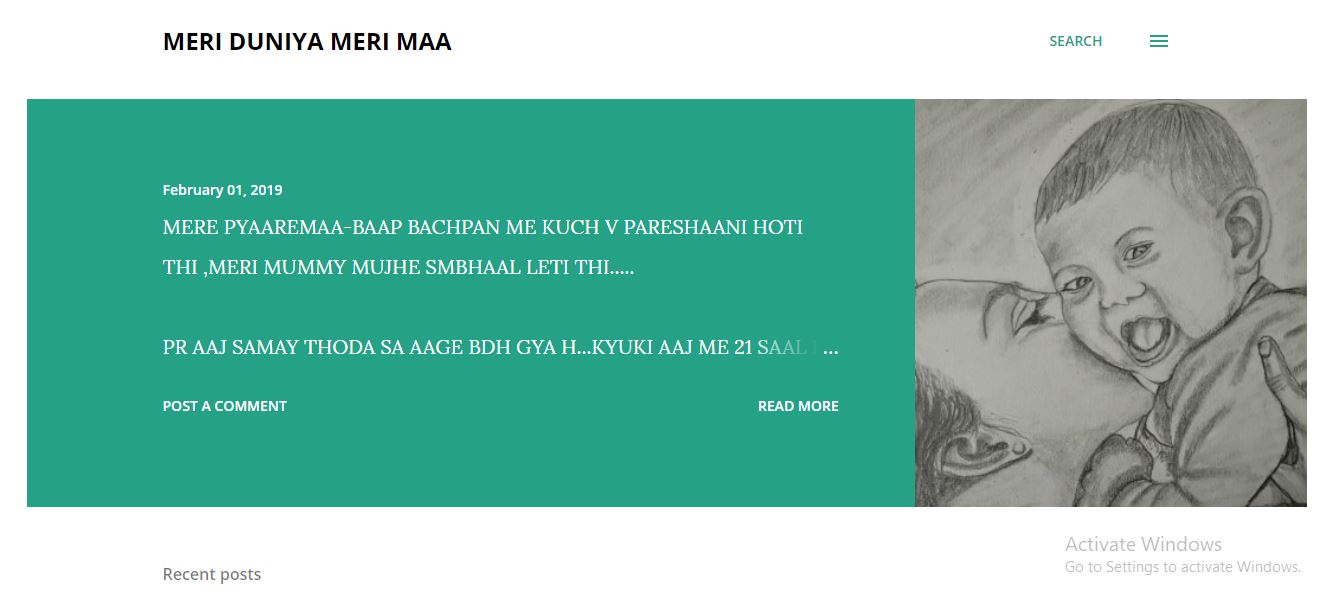 MERI DUNIYA MERI MAA
SEARCH
February 01, 2019
MERE PYAAREMAA-BAAP BACHPAN ME KUCH V PARESHAANI HOTI
THI ,MERI MUMMY MUJHE SMBHAAL LETI THI.....
PR AAJ SAMAY THODA SA AAGE BDH GYA H...KYUKI AAJ ME 21 SAAL ...
POST A COMMENT
READ MORE
Activate Windows
Go to Settings to activate Windows.
Recent posts